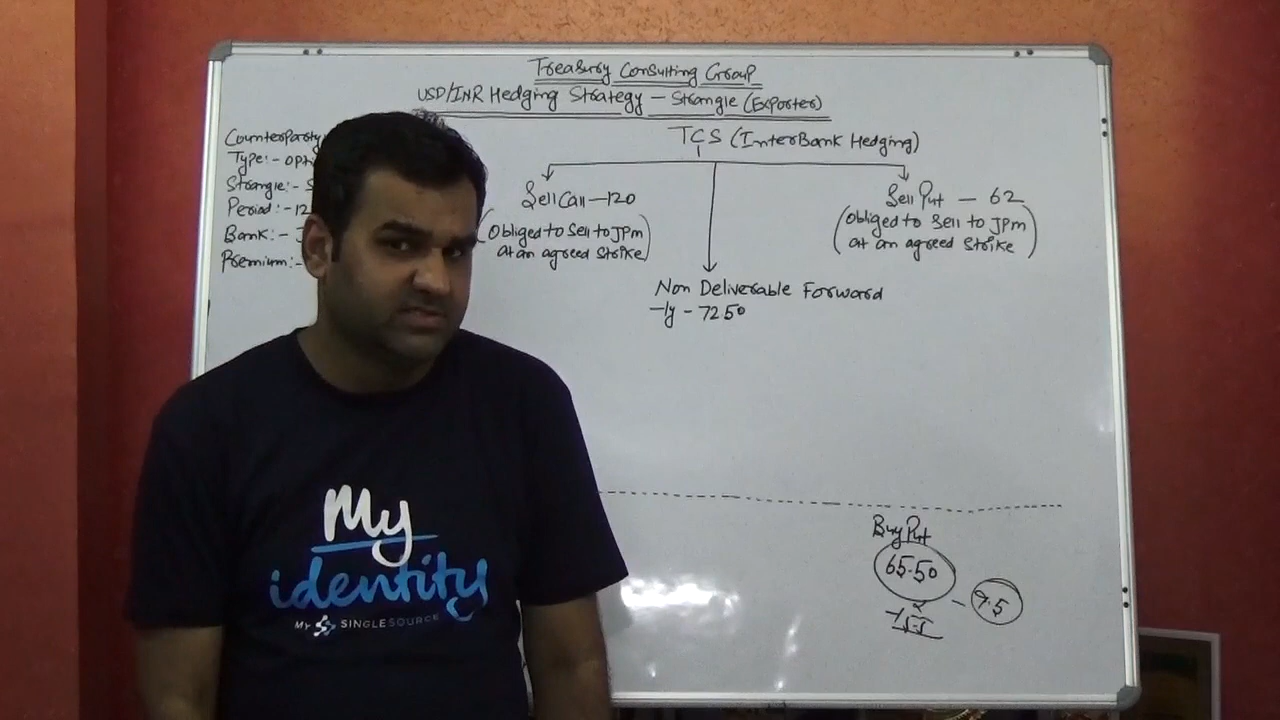 Treasury Consulting Group
USD/INR Hedging Strategy – Strangle (Exporter)
TCS (InterBank Hedging)
Counterparty
Type:- opti
Strangle:- S
Period:- 12
Bank:- J
Premium:-
Sell Call – 120
(Obliged to Sell to JPM
at an agreed Strike)
Sell Put – 62
(Obliged to Sell to JPM
at an agreed Strike)
Non Deliverable Forward
– 1y – 7250
Buy Put
65.50
9.5
My
identity
MY SINGLESOURCE